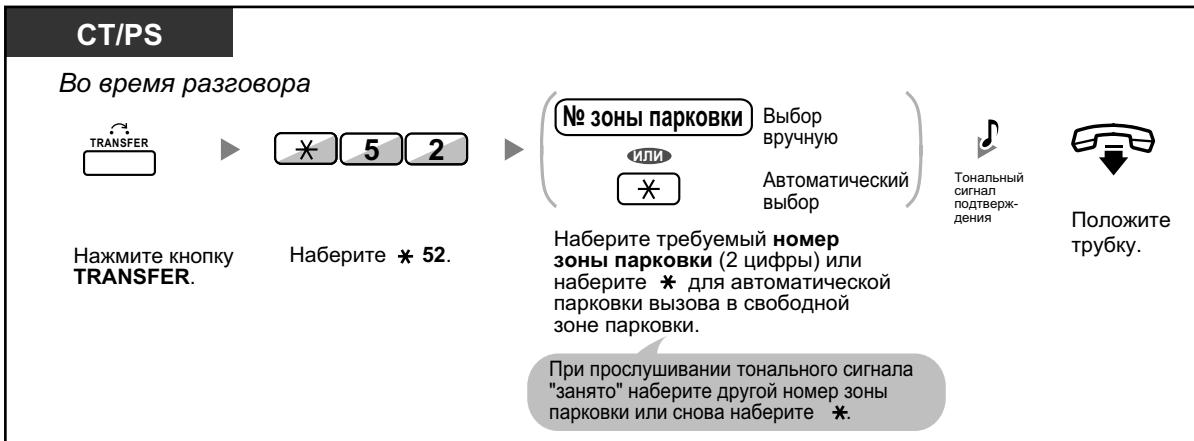 CT/PS
Во время разговора
TRANSFER
* 5 2
№ зоны парковки
Выбор
вручную
или
*
Автоматический
выбор
Тональный
сигнал
подтверж-
дения
Нажмите кнопку
TRANSFER.
Наберите * 52.
Наберите требуемый номер
зоны парковки (2 цифры) или
наберите * для автоматической
парковки вызова в свободной
зоне парковки.
Положите
трубку.
При прослушивании тонального сигнала
"занято" наберите другой номер зоны
парковки или снова наберите *.